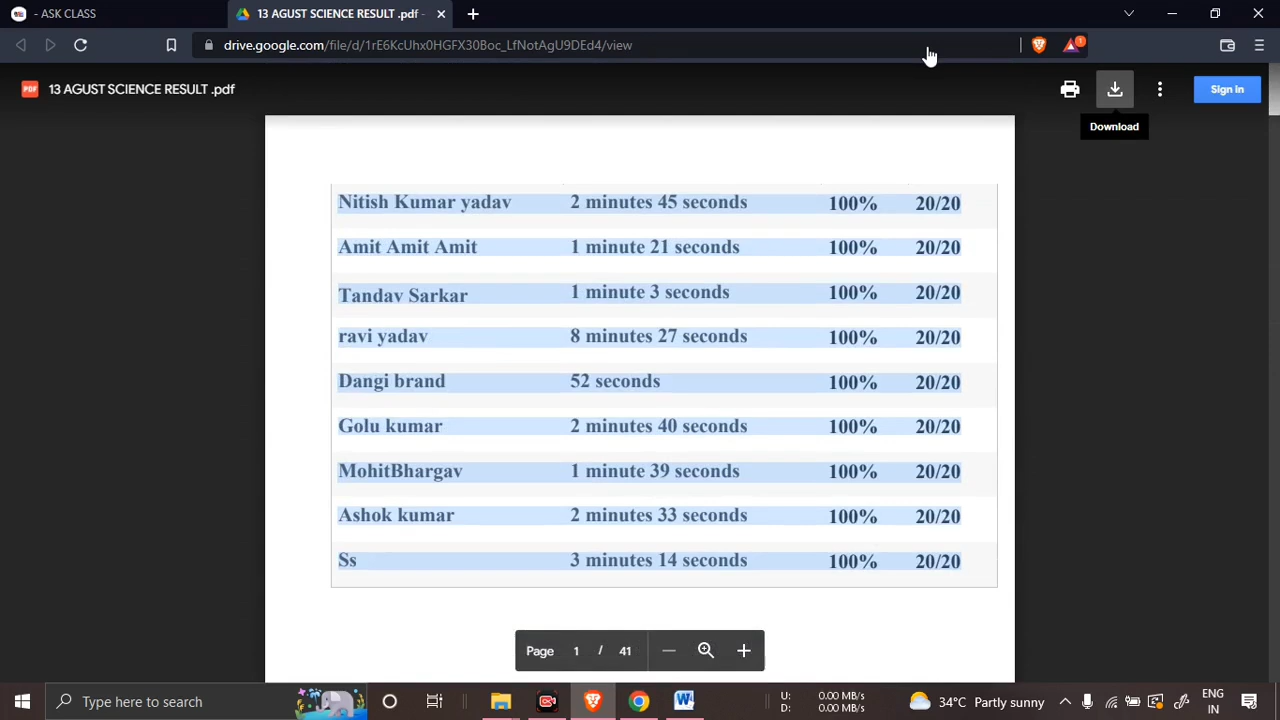 ASK CLASS
13 AGUST SCIENCE RESULT .pdf -
drive.google.com/file/d/1rE6KcUhx0HGFX30Boc_LfNotAgU9DEd4/view
1
PDF 13 AGUST SCIENCE RESULT .pdf
Sign in
Download
Nitish Kumar yadav 2 minutes 45 seconds 100% 20/20
Amit Amit Amit 1 minute 21 seconds 100% 20/20
Tandav Sarkar 1 minute 3 seconds 100% 20/20
ravi yadav 8 minutes 27 seconds 100% 20/20
Dangi brand 52 seconds 100% 20/20
Golu kumar 2 minutes 40 seconds 100% 20/20
MohitBhargav 1 minute 39 seconds 100% 20/20
Ashok kumar 2 minutes 33 seconds 100% 20/20
Ss 3 minutes 14 seconds 100% 20/20
Page 1 / 41
Type here to search
U: 0.00 MB/s
D: 0.00 MB/s
34°C Partly sunny
ENG
IN